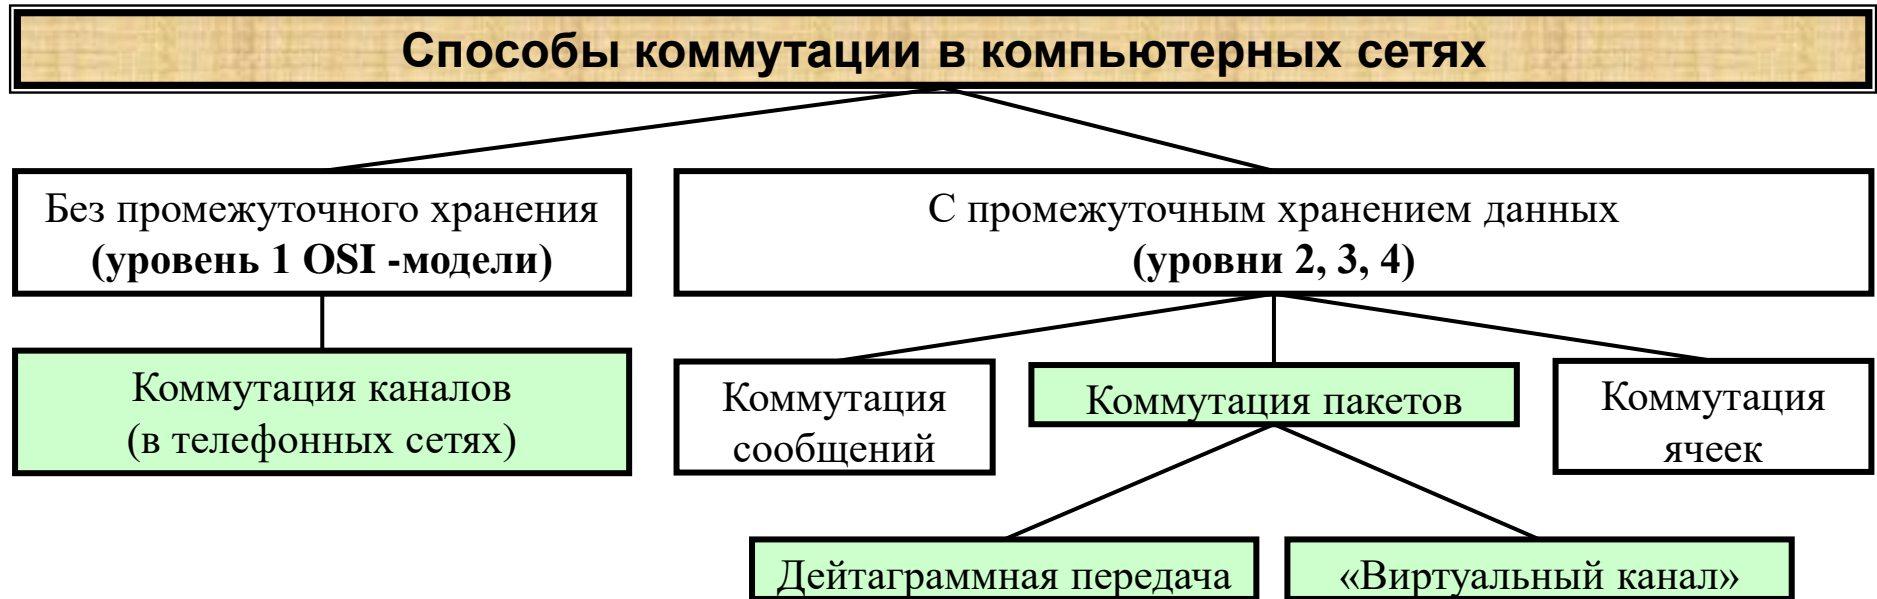 Способы коммутации в компьютерных сетях
Без промежуточного хранения
(уровень 1 OSI -модели)
С промежуточным хранением данных
(уровни 2, 3, 4)
Коммутация каналов
(в телефонных сетях)
Коммутация
сообщений
Коммутация пакетов
Коммутация
ячеек
Дейтаграммная передача
«Виртуальный канал»